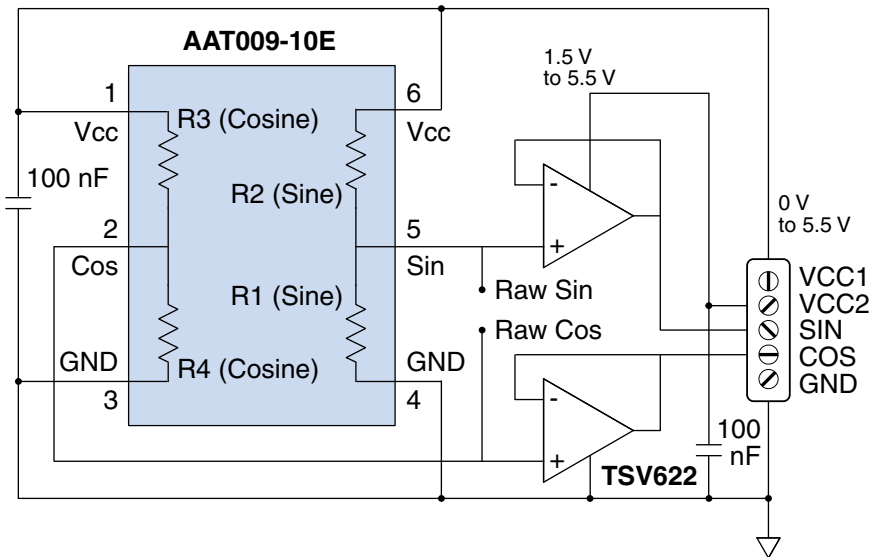 AAT009-10E
1.5 V
to 5.5 V
1
6
Vcc
R3 (Cosine)
Vcc
100 nF
R2 (Sine)
-
0 V
to 5.5 V
2
5
+
Cos
Sin
VCC1
R1 (Sine)
Raw Sin
VCC2
Raw Cos
SIN
GND
R4 (Cosine)
GND
COS
3
4
-
GND
100
nF
+
TSV622